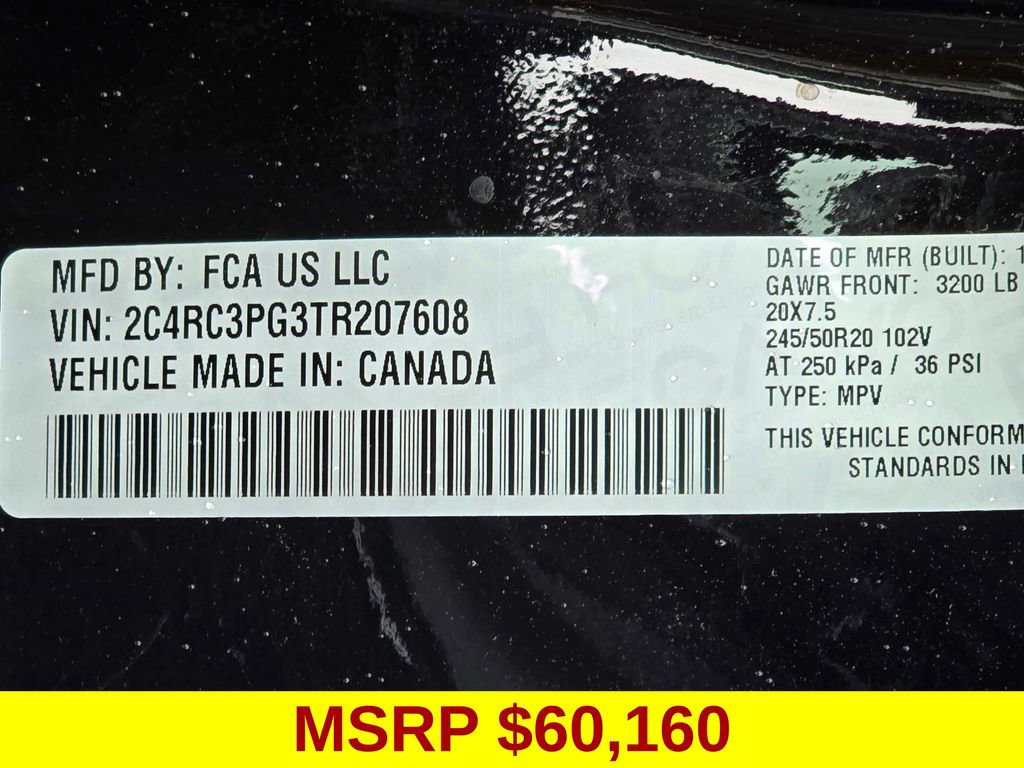 MFD BY: FCA US LLC
VIN: 2C4RC3PG3TR207608
VEHICLE MADE IN: CANADA
DATE OF MFR (BUILT): 1
GAWR FRONT: 3200 LB
20X7.5
245/50R20 102V
AT 250 kPa / 36 PSI
TYPE: MPV
THIS VEHICLE CONFORM
STANDARDS IN
MSRP $60,160